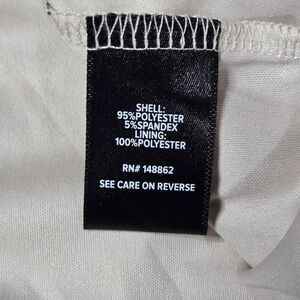 SHELL:
95%POLYESTER
5%SPANDEX
LINING:
100%POLYESTER
RN# 148862
SEE CARE ON REVERSE